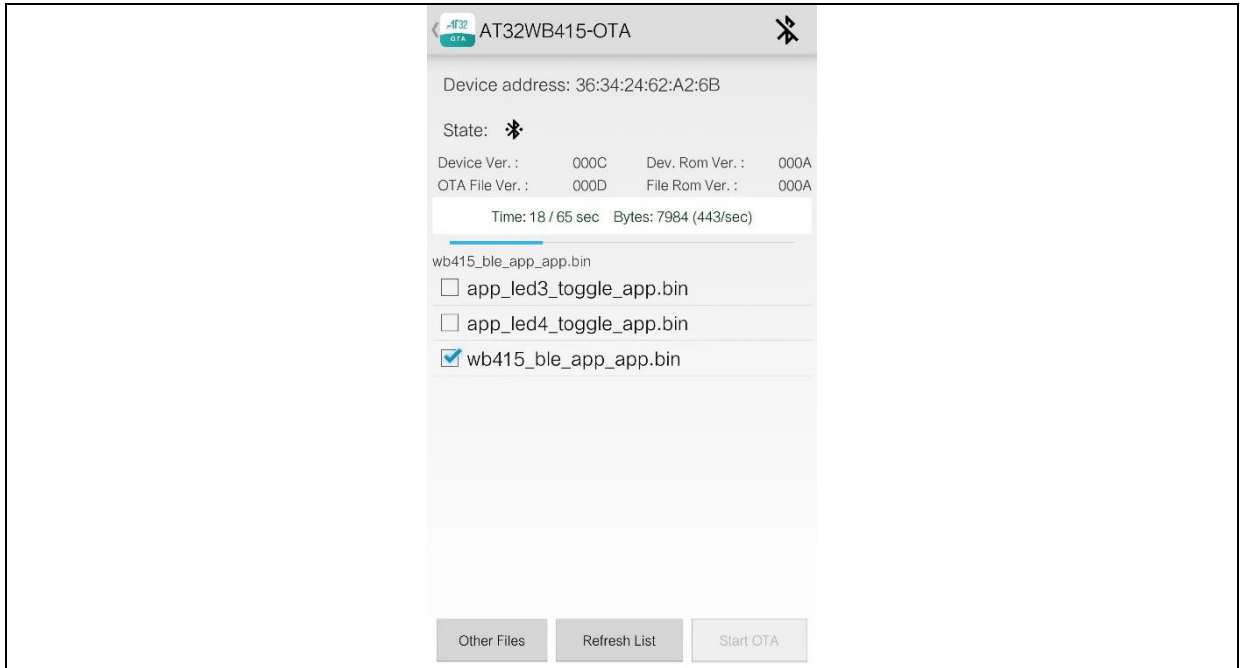 AT32 OTA AT32WB415-OTA
Device address: 36:34:24:62:A2:6B
State:
Device Ver. : 000C Dev. Rom Ver. : 000A
OTA File Ver. : 000D File Rom Ver. : 000A
Time: 18 / 65 sec Bytes: 7984 (443/sec)
wb415_ble_app_app.bin
app_led3_toggle_app.bin
app_led4_toggle_app.bin
wb415_ble_app_app.bin
Other Files Refresh List Start OTA